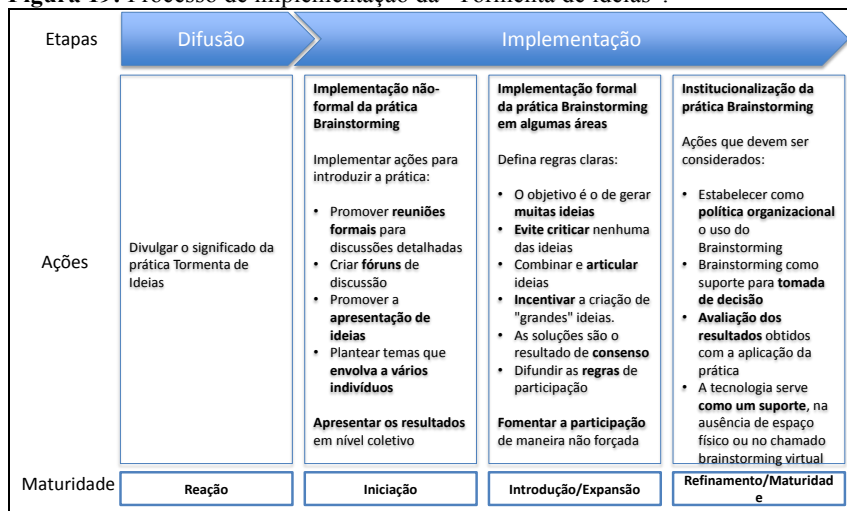 Figura 19. Processo de implementação da "Tormenta de ideias".
Etapas
Difusão
Implementação
Ações
Divulgar o significado da
prática Tormenta de
Ideias
Implementação não-
formal da prática
Brainstorming
Implementar ações para
introduzir a prática:
• Promover reuniões
formais para
discussões detalhadas
• Criar fóruns de
discussão
• Promover a
apresentação de
ideias
• Plantear temas que
envolva a vários
indivíduos
Apresentar os resultados
em nível coletivo
Implementação formal
da prática Brainstorming
em algumas áreas
Defina regras claras:
• O objetivo é o de gerar
muitas ideias
• Evite criticar nenhuma
das ideias
• Combinar e articular
ideias
• Incentivar a criação de
"grandes" ideias.
• As soluções são o
resultado de consenso
• Difundir as regras de
participação
Fomentar a participação
de maneira não forçada
Institucionalização da
prática Brainstorming
Ações que devem ser
considerados:
• Estabelecer como
política organizacional
o uso do
Brainstorming
• Brainstorming como
suporte para tomada
de decisão
• Avaliação dos
resultados obtidos
com a aplicação da
prática
• A tecnologia serve
como um suporte, na
ausência de espaço
físico ou no chamado
brainstorming virtual
Maturidade
Reação
Iniciação
Introdução/Expansão
Refinamento/Maturidad
e